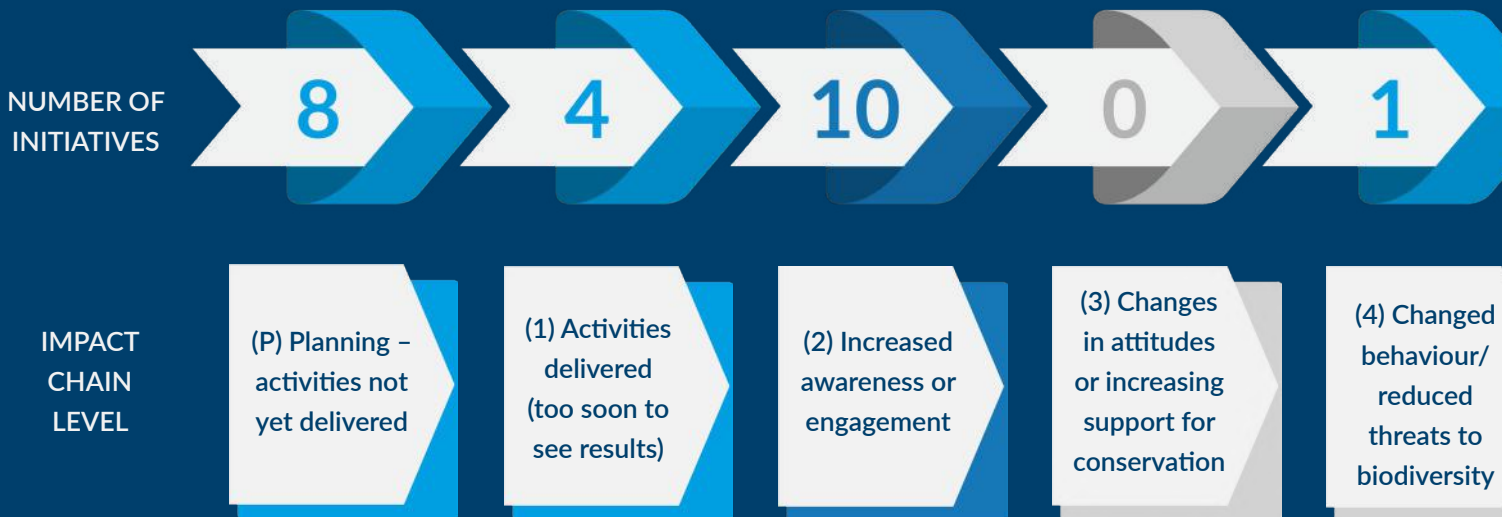 NUMBER OF
INITIATIVES
8
4
10
0
1
IMPACT
CHAIN
LEVEL
(P) Planning –
activities not
yet delivered
(1) Activities
delivered
(too soon to
see results)
(2) Increased
awareness or
engagement
(3) Changes
in attitudes
or increasing
support for
conservation
(4) Changed
behaviour/
reduced
threats to
biodiversity